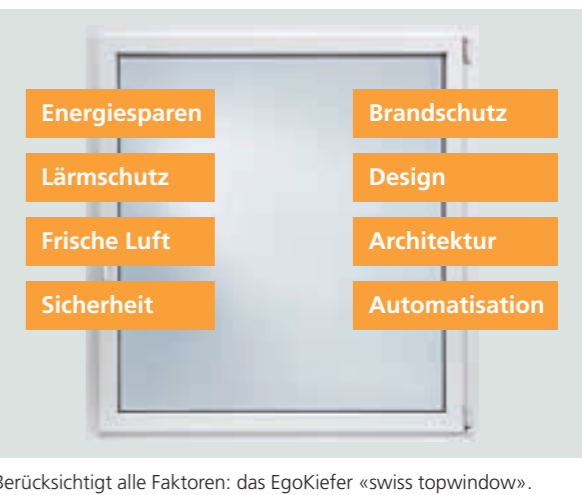 Energiesparen
Lärmschutz
Frische Luft
Sicherheit
Brandschutz
Design
Architektur
Automatisation
Berücksichtigt alle Faktoren: das EgoKiefer «swiss topwindow».